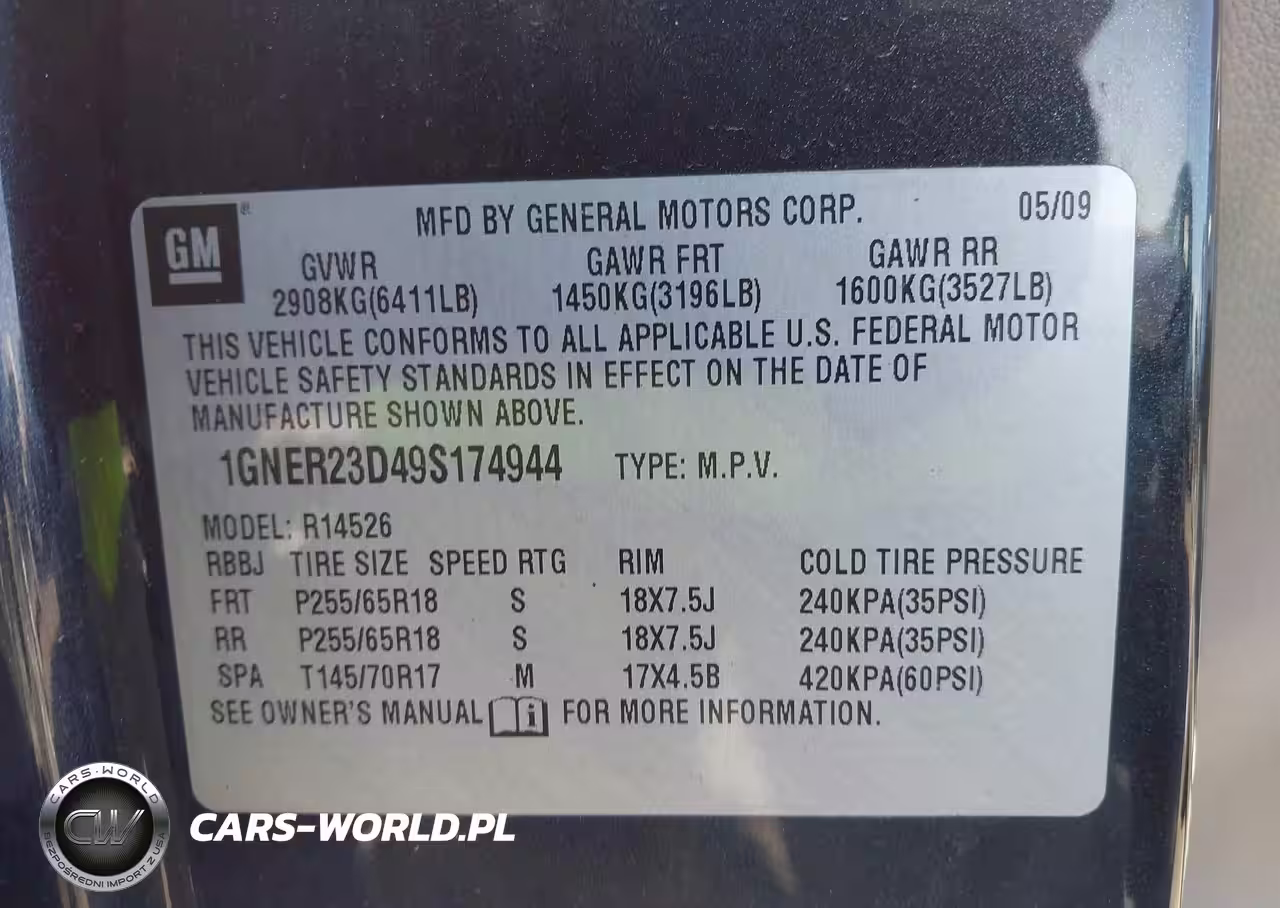 GM ®
MFD BY GENERAL MOTORS CORP. 05/09
GVWR GAWR FRT GAWR RR
2908KG(6411LB) 1450KG(3196LB) 1600KG(3527LB)
THIS VEHICLE CONFORMS TO ALL APPLICABLE U.S. FEDERAL MOTOR
VEHICLE SAFETY STANDARDS IN EFFECT ON THE DATE OF
MANUFACTURE SHOWN ABOVE.
1GNER23D49S174944 TYPE: M.P.V.
MODEL: R14526
RBBJ TIRE SIZE SPEED RTG RIM COLD TIRE PRESSURE
FRT P255/65R18 S 18X7.5J 240KPA(35PSI)
RR P255/65R18 S 18X7.5J 240KPA(35PSI)
SPA T145/70R17 M 17X4.5B 420KPA(60PSI)
SEE OWNER'S MANUAL i FOR MORE INFORMATION.
CARS-WORLD
CW
BEZPOŚREDNI IMPORT Z USA
CARS-WORLD.PL